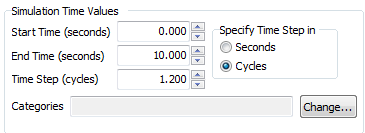 Simulation Time Values
Start Time (seconds) 0.000
Specify Time Step in
Seconds
End Time (seconds) 10.000
Cycles
Time Step (cycles) 1.200
Categories Change...